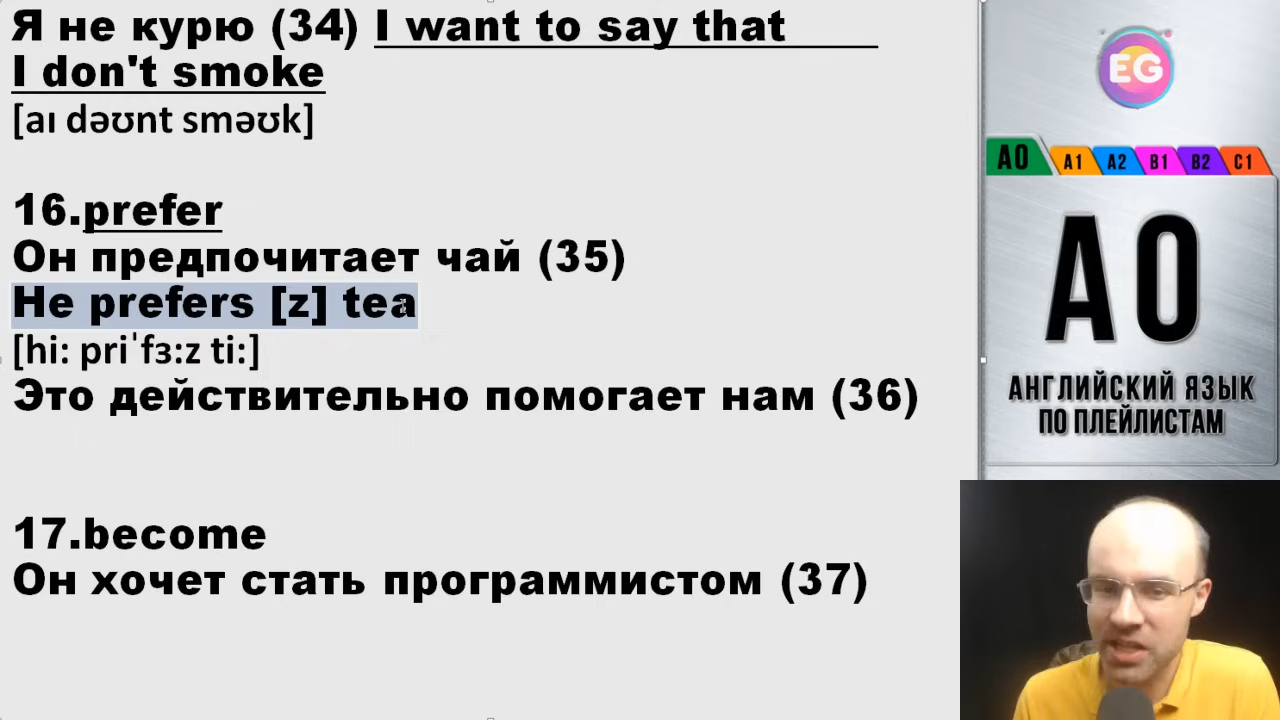 Я не курю (34) I want to say that
I don't smoke
[aɪ dəʊnt sməʊk]
16.prefer
Он предпочитает чай (35)
He prefers [z] tea
[hi: priˈfɜ:z ti:]
Это действительно помогает нам (36)
17.become
Он хочет стать программистом (37)
EG
A0 A1 A2 B1 B2 C1
A0
АНГЛИЙСКИЙ ЯЗЫК
ПО ПЛЕЙЛИСТАМ